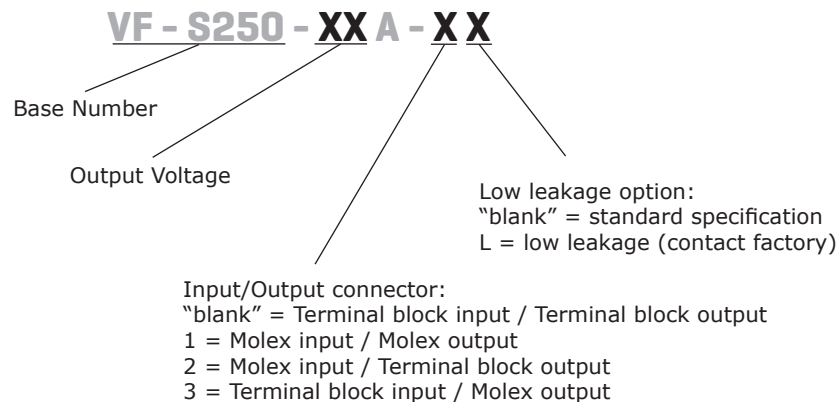 VF - S250 - XX A - X X
Base Number
Output Voltage
Low leakage option:
“blank” = standard specification
L = low leakage (contact factory)
Input/Output connector:
“blank” = Terminal block input / Terminal block output
1 = Molex input / Molex output
2 = Molex input / Terminal block output
3 = Terminal block input / Molex output